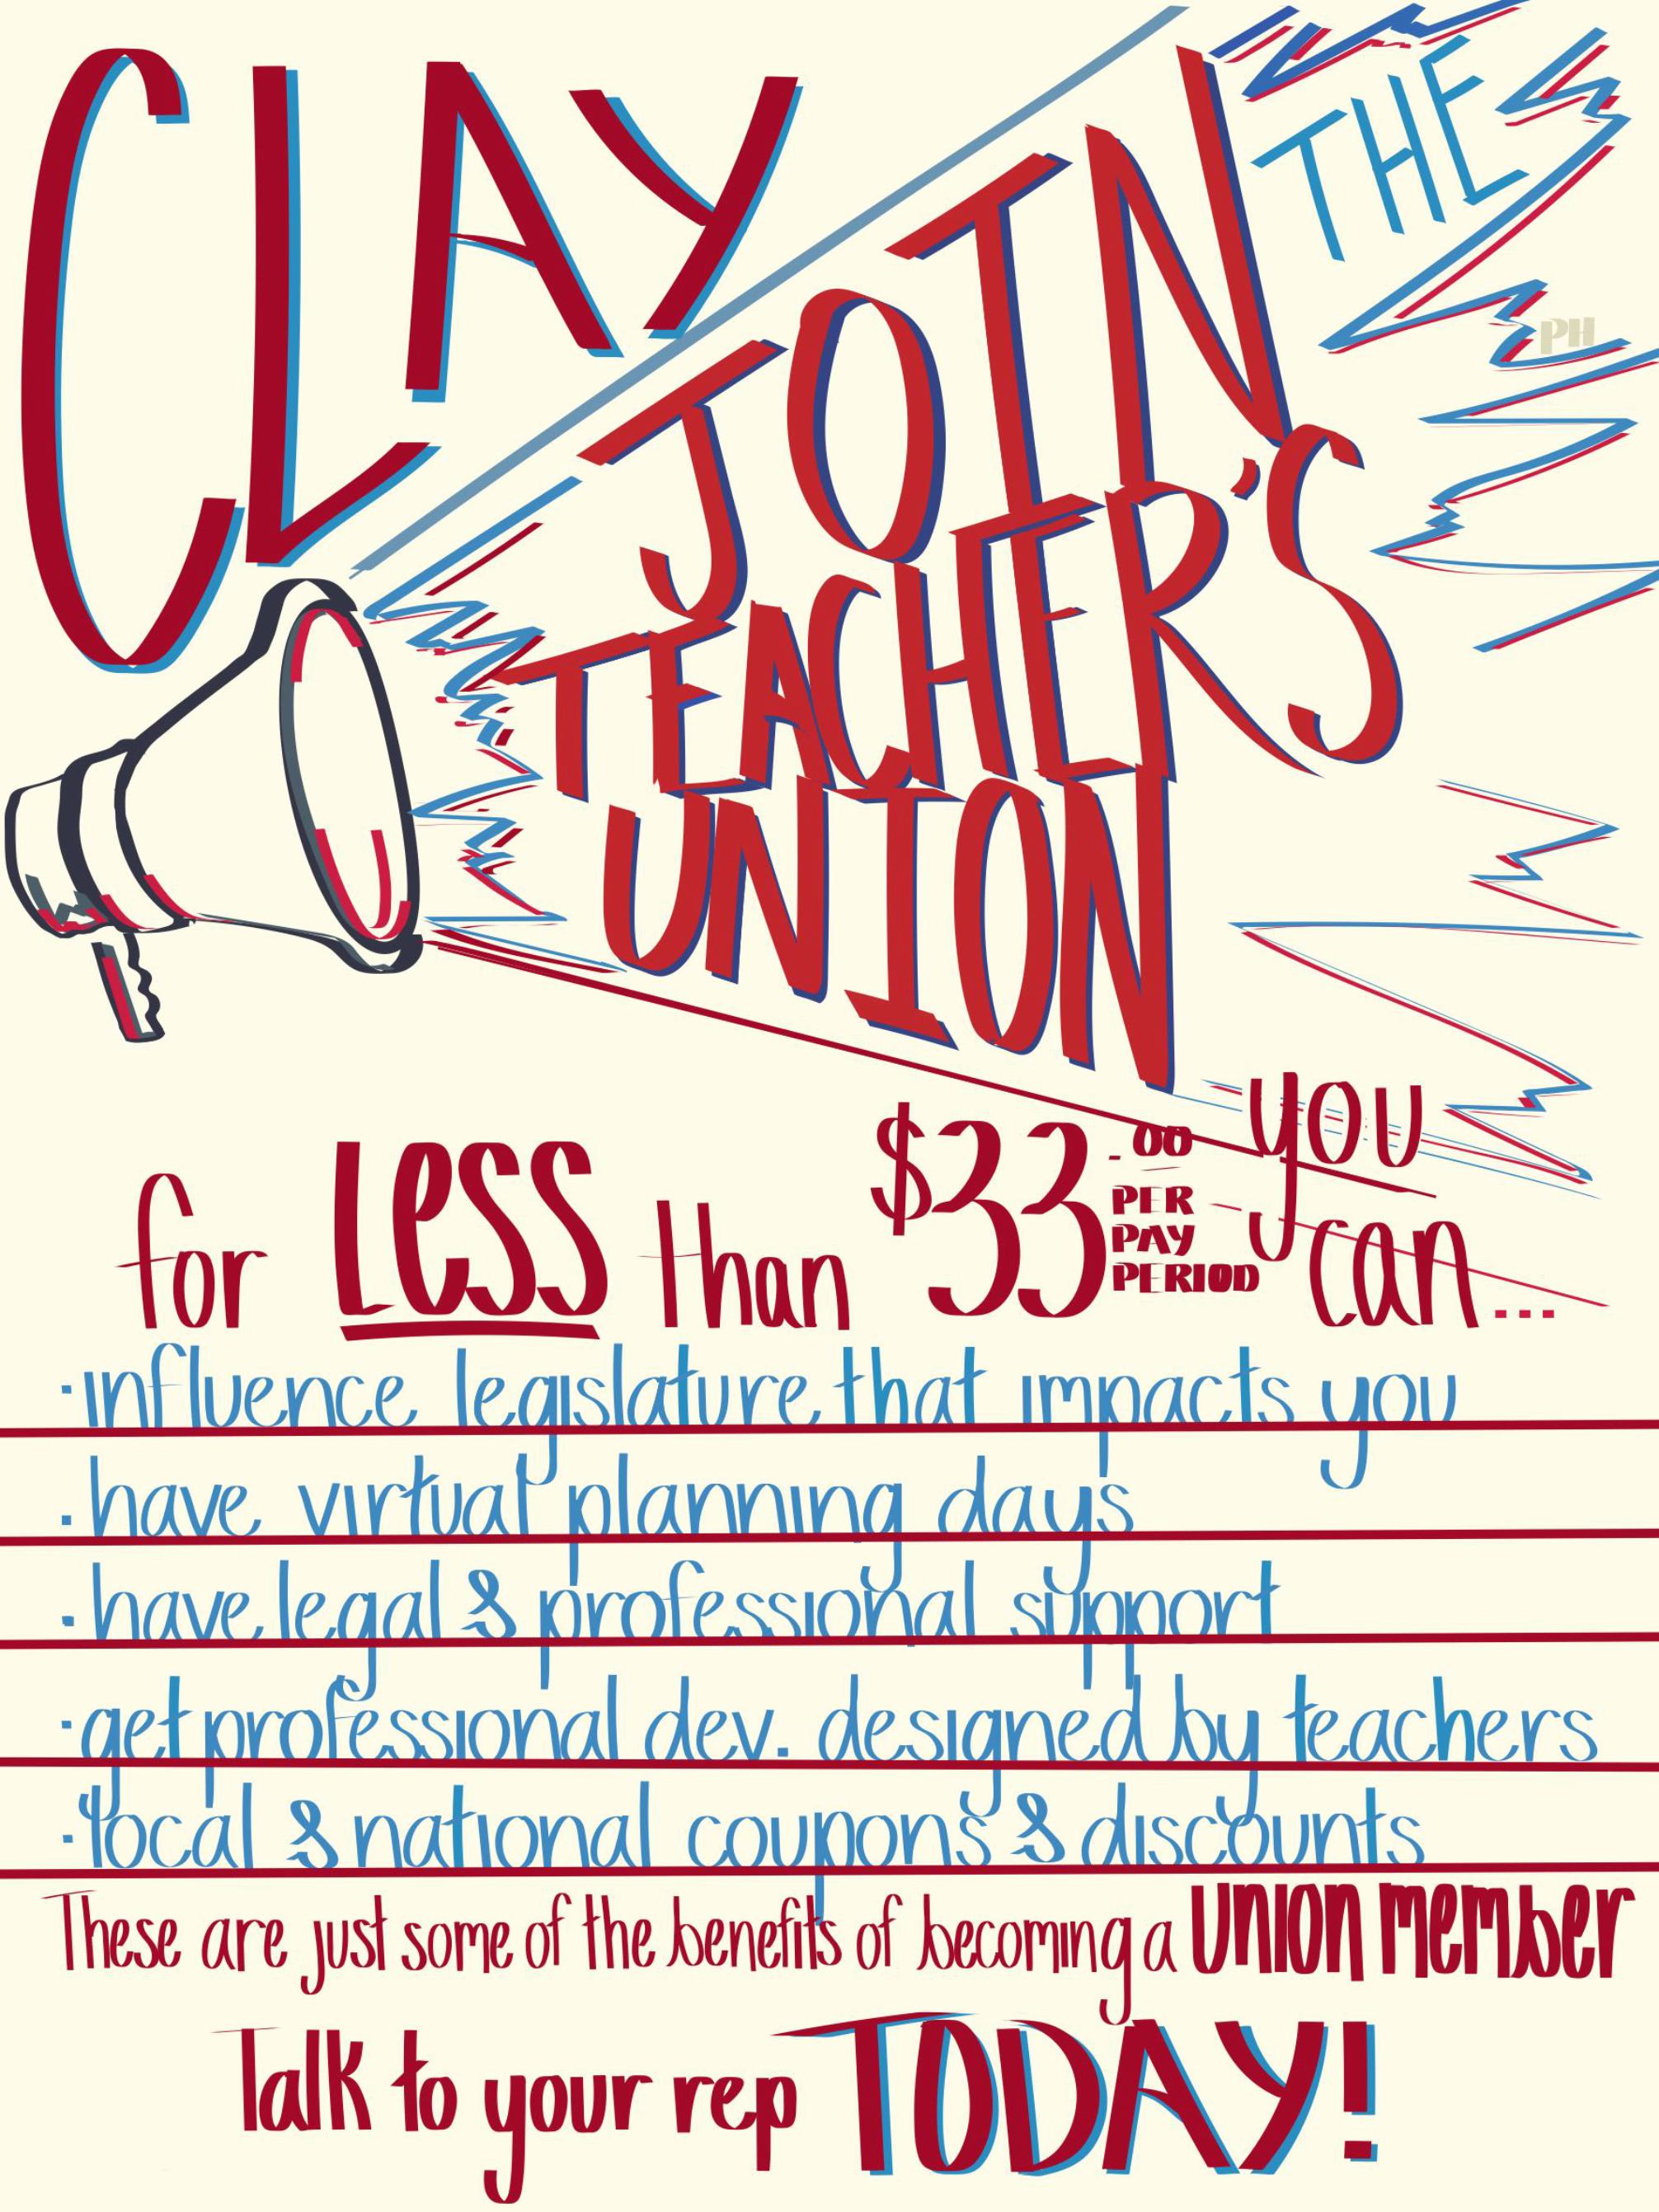 CLAY
JOIN THE
TEACHER'S
UNION
PH
for LESS than $33.00 PER PAY PERIOD you can...
·influence legislature that impacts you
·have virtual planning days
·have legal & professional support
·get professional dev. designed by teachers
·local & national coupons & discounts
These are just some of the benefits of becoming a union member
Talk to your rep TODAY!